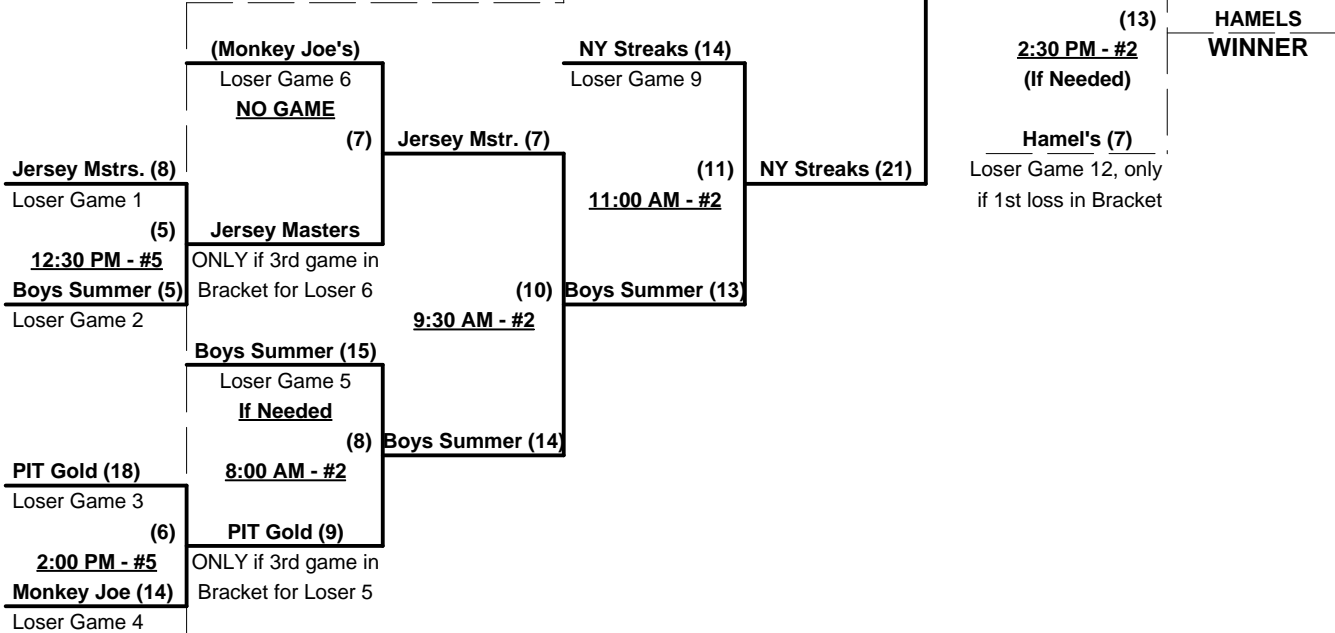 (13)
HAMELS
(Monkey Joe's)
NY Streaks (14)
2:30 PM - #2
WINNER
Loser Game 6
Loser Game 9
(If Needed)
NO GAME
(7)
Jersey Mstr. (7)
Hamel's (7)
Jersey Mstrs. (8)
(11)
NY Streaks (21)
Loser Game 12, only
Loser Game 1
11:00 AM - #2
if 1st loss in Bracket
(5)
Jersey Masters
12:30 PM - #5
ONLY if 3rd game in
Boys Summer (5)
Bracket for Loser 6
(10)
Boys Summer (13)
Loser Game 2
9:30 AM - #2
Boys Summer (15)
Loser Game 5
If Needed
(8)
Boys Summer (14)
PIT Gold (18)
8:00 AM - #2
Loser Game 3
(6)
PIT Gold (9)
2:00 PM - #5
ONLY if 3rd game in
Monkey Joe (14)
Bracket for Loser 5
Loser Game 4